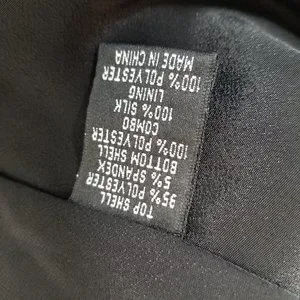 TOP SHELL
95% POLYESTER
5% SPANDEX
BOTTOM SHELL
100% POLYESTER
COMBO
100% SILK
LINING
100% POLYESTER
MADE IN CHINA